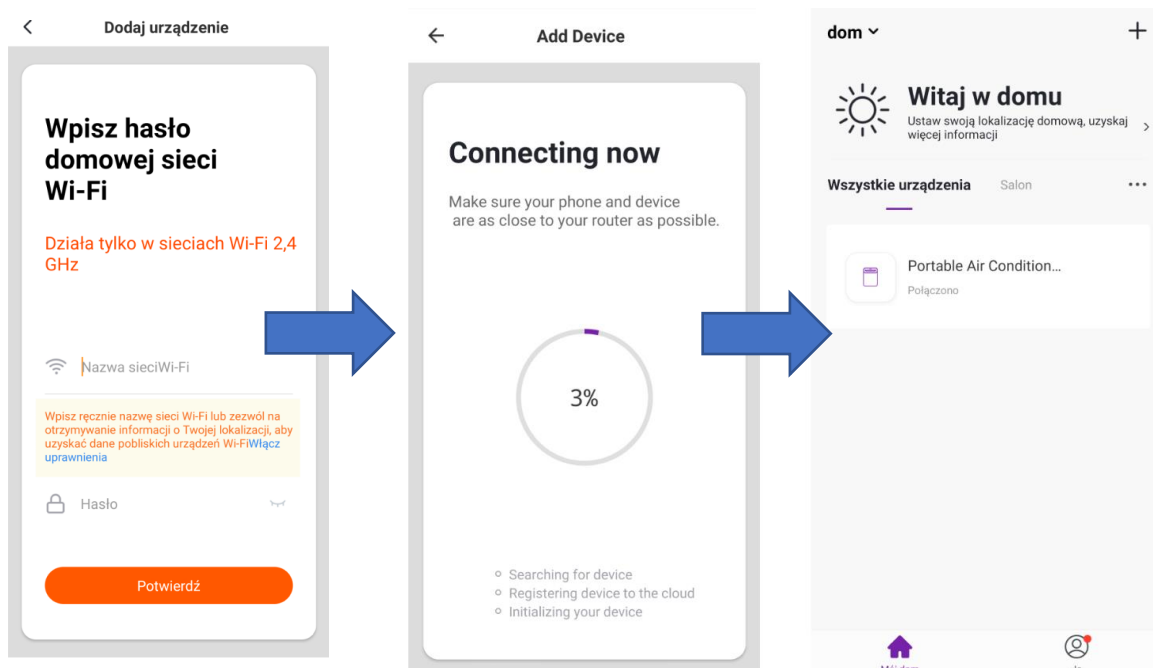 Dodaj urządzenie
Wpisz hasło
domowej sieci
Wi-Fi
Działa tylko w sieciach Wi-Fi 2,4
GHz
Nazwa sieciWi-Fi
Wpisz ręcznie nazwę sieci Wi-Fi lub zezwól na
otrzymywanie informacji o Twojej lokalizacji, aby
uzyskać dane pobliskich urządzeń Wi-FiWłącz
uprawnienia
Hasło
Potwierdź
Add Device
Connecting now
Make sure your phone and device
are as close to your router as possible.
3%
Searching for device
Registering device to the cloud
Initializing your device
dom
Witaj w domu
Ustaw swoją lokalizację domową, uzyskaj
więcej informacji
Wszystkie urządzenia Salon
Portable Air Condition...
Połączono
Mój dom